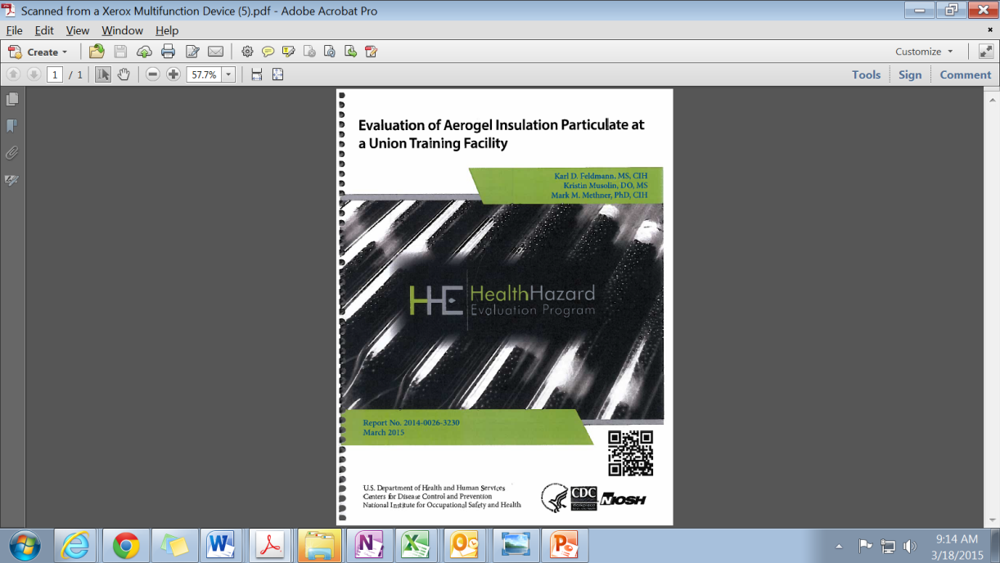 Scanned from a Xerox Multifunction Device (5).pdf - Adobe Acrobat Pro
File Edit View Window Help
Create Customize
1 / 1 57.7% Tools Sign Comment
Evaluation of Aerogel Insulation Particulate at
a Union Training Facility
Karl D. Feldmann, MS, CIH
Kristin Musolin, DO, MS
Mark M. Methner, PhD, CIH
HHE HealthHazard
Evaluation Program
Report No. 2014-0026-3230
March 2015
U.S. Department of Health and Human Services
Centers for Disease Control and Prevention
National Institute for Occupational Safety and Health
CDC
NIOSH
9:14 AM
3/18/2015